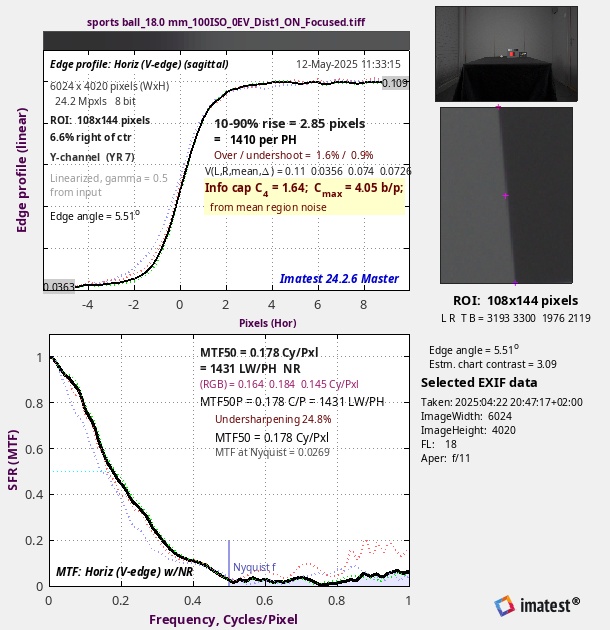 sports ball_18.0 mm_100ISO_0EV_Dist1_ON_Focused.tiff
Edge profile: Horiz (V-edge) (sagittal)
12-May-2025 11:33:15
6024 x 4020 pixels (WxH)
24.2 Mpxls 8 bit
0.109
ROI: 108x144 pixels
6.6% right of ctr
Y-channel (YR 7)
Linearized, gamma = 0.5
from input
Edge angle = 5.51o
10-90% rise = 2.85 pixels
= 1410 per PH
Over / undershoot = 1.6% / 0.9%
V(L,R,mean,Δ) = 0.11 0.0356 0.074 0.0726
Info cap C4 = 1.64; Cmax = 4.05 b/p;
from mean region noise
Imatest 24.2.6 Master
0.0363
Edge profile (linear)
-4 -2 0 2 4 6 8
Pixels (Hor)
ROI: 108x144 pixels
L R T B = 3193 3300 1976 2119
Edge angle = 5.51o
Estm. chart contrast = 3.09
Selected EXIF data
Taken: 2025:04:22 20:47:17+02:00
ImageWidth: 6024
ImageHeight: 4020
FL: 18
Aper: f/11
MTF50 = 0.178 Cy/Pxl
= 1431 LW/PH NR
(RGB) = 0.164 0.184 0.145 Cy/Pxl
MTF50P = 0.178 C/P = 1431 LW/PH
Undersharpening 24.8%
MTF50 = 0.178 Cy/Pxl
MTF at Nyquist = 0.0269
Nyquist f
MTF: Horiz (V-edge) w/NR
SFR (MTF)
1
0.8
0.6
0.4
0.2
0
0 0.2 0.4 0.6 0.8 1
Frequency, Cycles/Pixel
imatest®